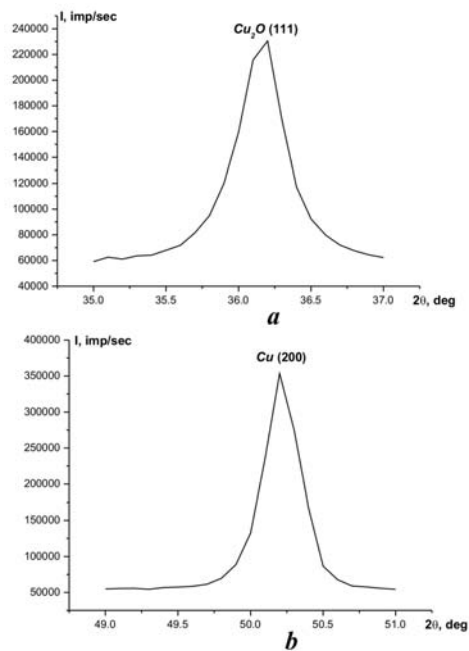 I, imp/sec
Cu₂O (111)
240000
220000
200000
180000
160000
140000
120000
100000
80000
60000
40000
35.0 35.5 36.0 36.5 37.0 2θ, deg
a
I, imp/sec
400000
Cu (200)
350000
300000
250000
200000
150000
100000
50000
49.0 49.5 50.0 50.5 51.0 2θ, deg
b